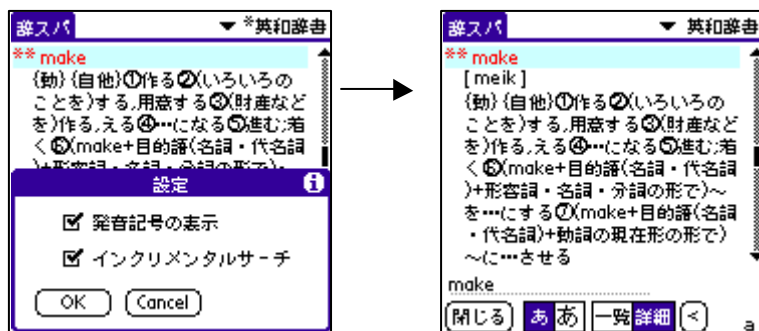 辞スパ ▼ *英和辞書
** make
{動} {自他}①作る②(いろいろの
ことを)する,用意する③(財産など
を)作る,える④…になる⑤進む;着
く⑥(make+目的語(名詞・代名詞
)+形容詞・名詞・分詞の形で)~
設定
発音記号の表示
インクリメンタルサーチ
OK Cancel
辞スパ ▼ 英和辞書
** make
[meik]
{動} {自他}①作る②(いろいろの
ことを)する,用意する③(財産など
を)作る,える④…になる⑤進む;着
く⑥(make+目的語(名詞・代名詞
)+形容詞・名詞・分詞の形で)~
を…にする⑦(make+目的語(名詞
・代名詞)+動詞の現在形の形で)
~に…させる
make
閉じる あ あ 一覧 詳細 < a